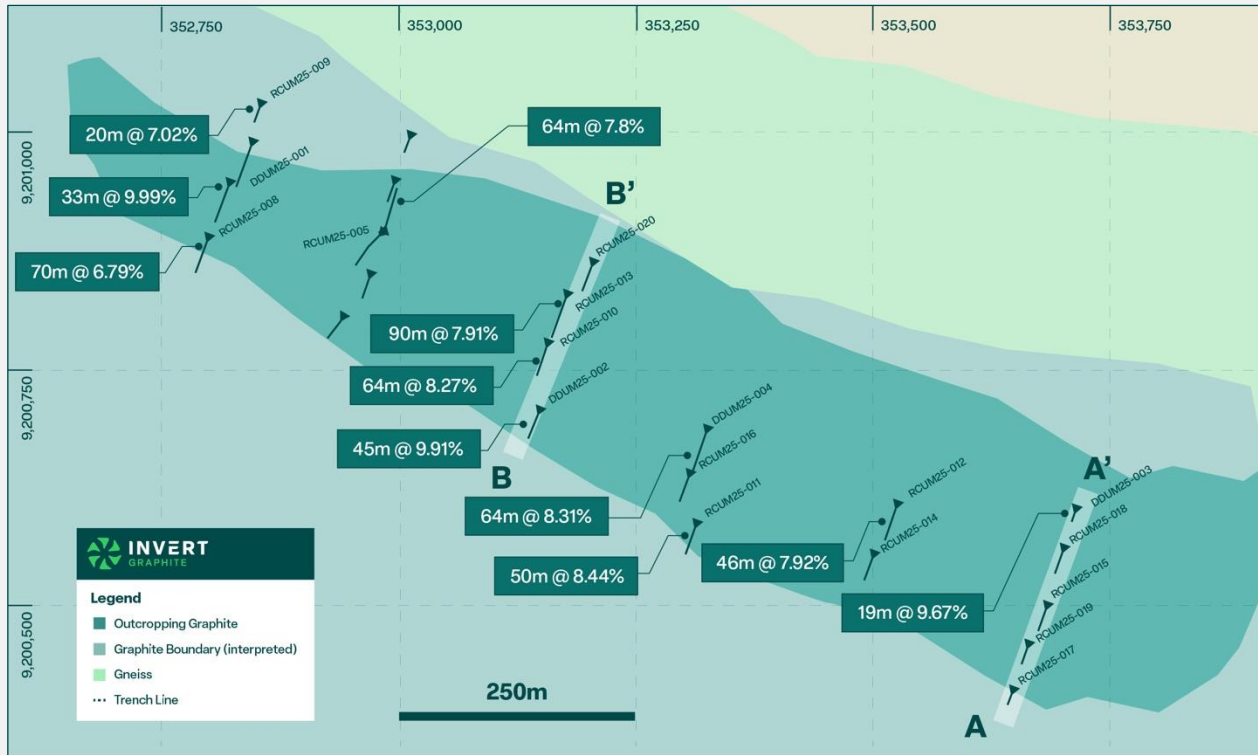 352,750
353,000
353,250
353,500
353,750
9,201,000
9,200,750
9,200,500
RCUM25-009
20m @ 7.02%
DDUM25-001
33m @ 9.99%
RCUM25-008
70m @ 6.79%
64m @ 7.8%
RCUM25-005
B'
RCUM25-020
RCUM25-013
90m @ 7.91%
RCUM25-010
64m @ 8.27%
DDUM25-002
45m @ 9.91%
B
DDUM25-004
RCUM25-016
64m @ 8.31%
RCUM25-011
50m @ 8.44%
RCUM25-012
46m @ 7.92%
RCUM25-014
A'
DDUM25-003
RCUM25-018
19m @ 9.67%
RCUM25-015
RCUM25-019
RCUM25-017
A
INVERT
GRAPHITE
Legend
Outcropping Graphite
Graphite Boundary (interpreted)
Gneiss
Trench Line
250m